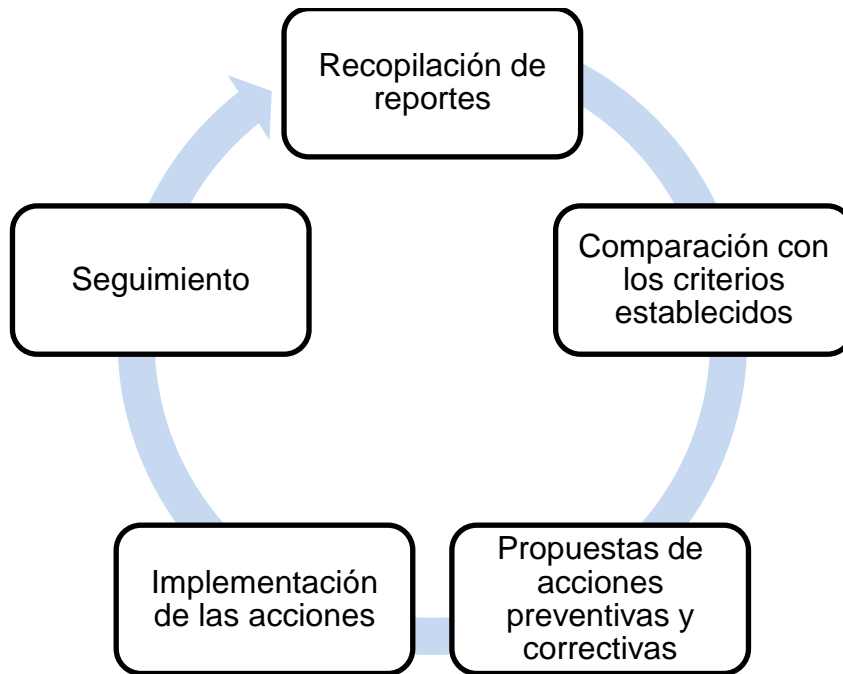 Recopilación de
reportes
Comparación con
los criterios
establecidos
Propuestas de
acciones
preventivas y
correctivas
Implementación
de las acciones
Seguimiento